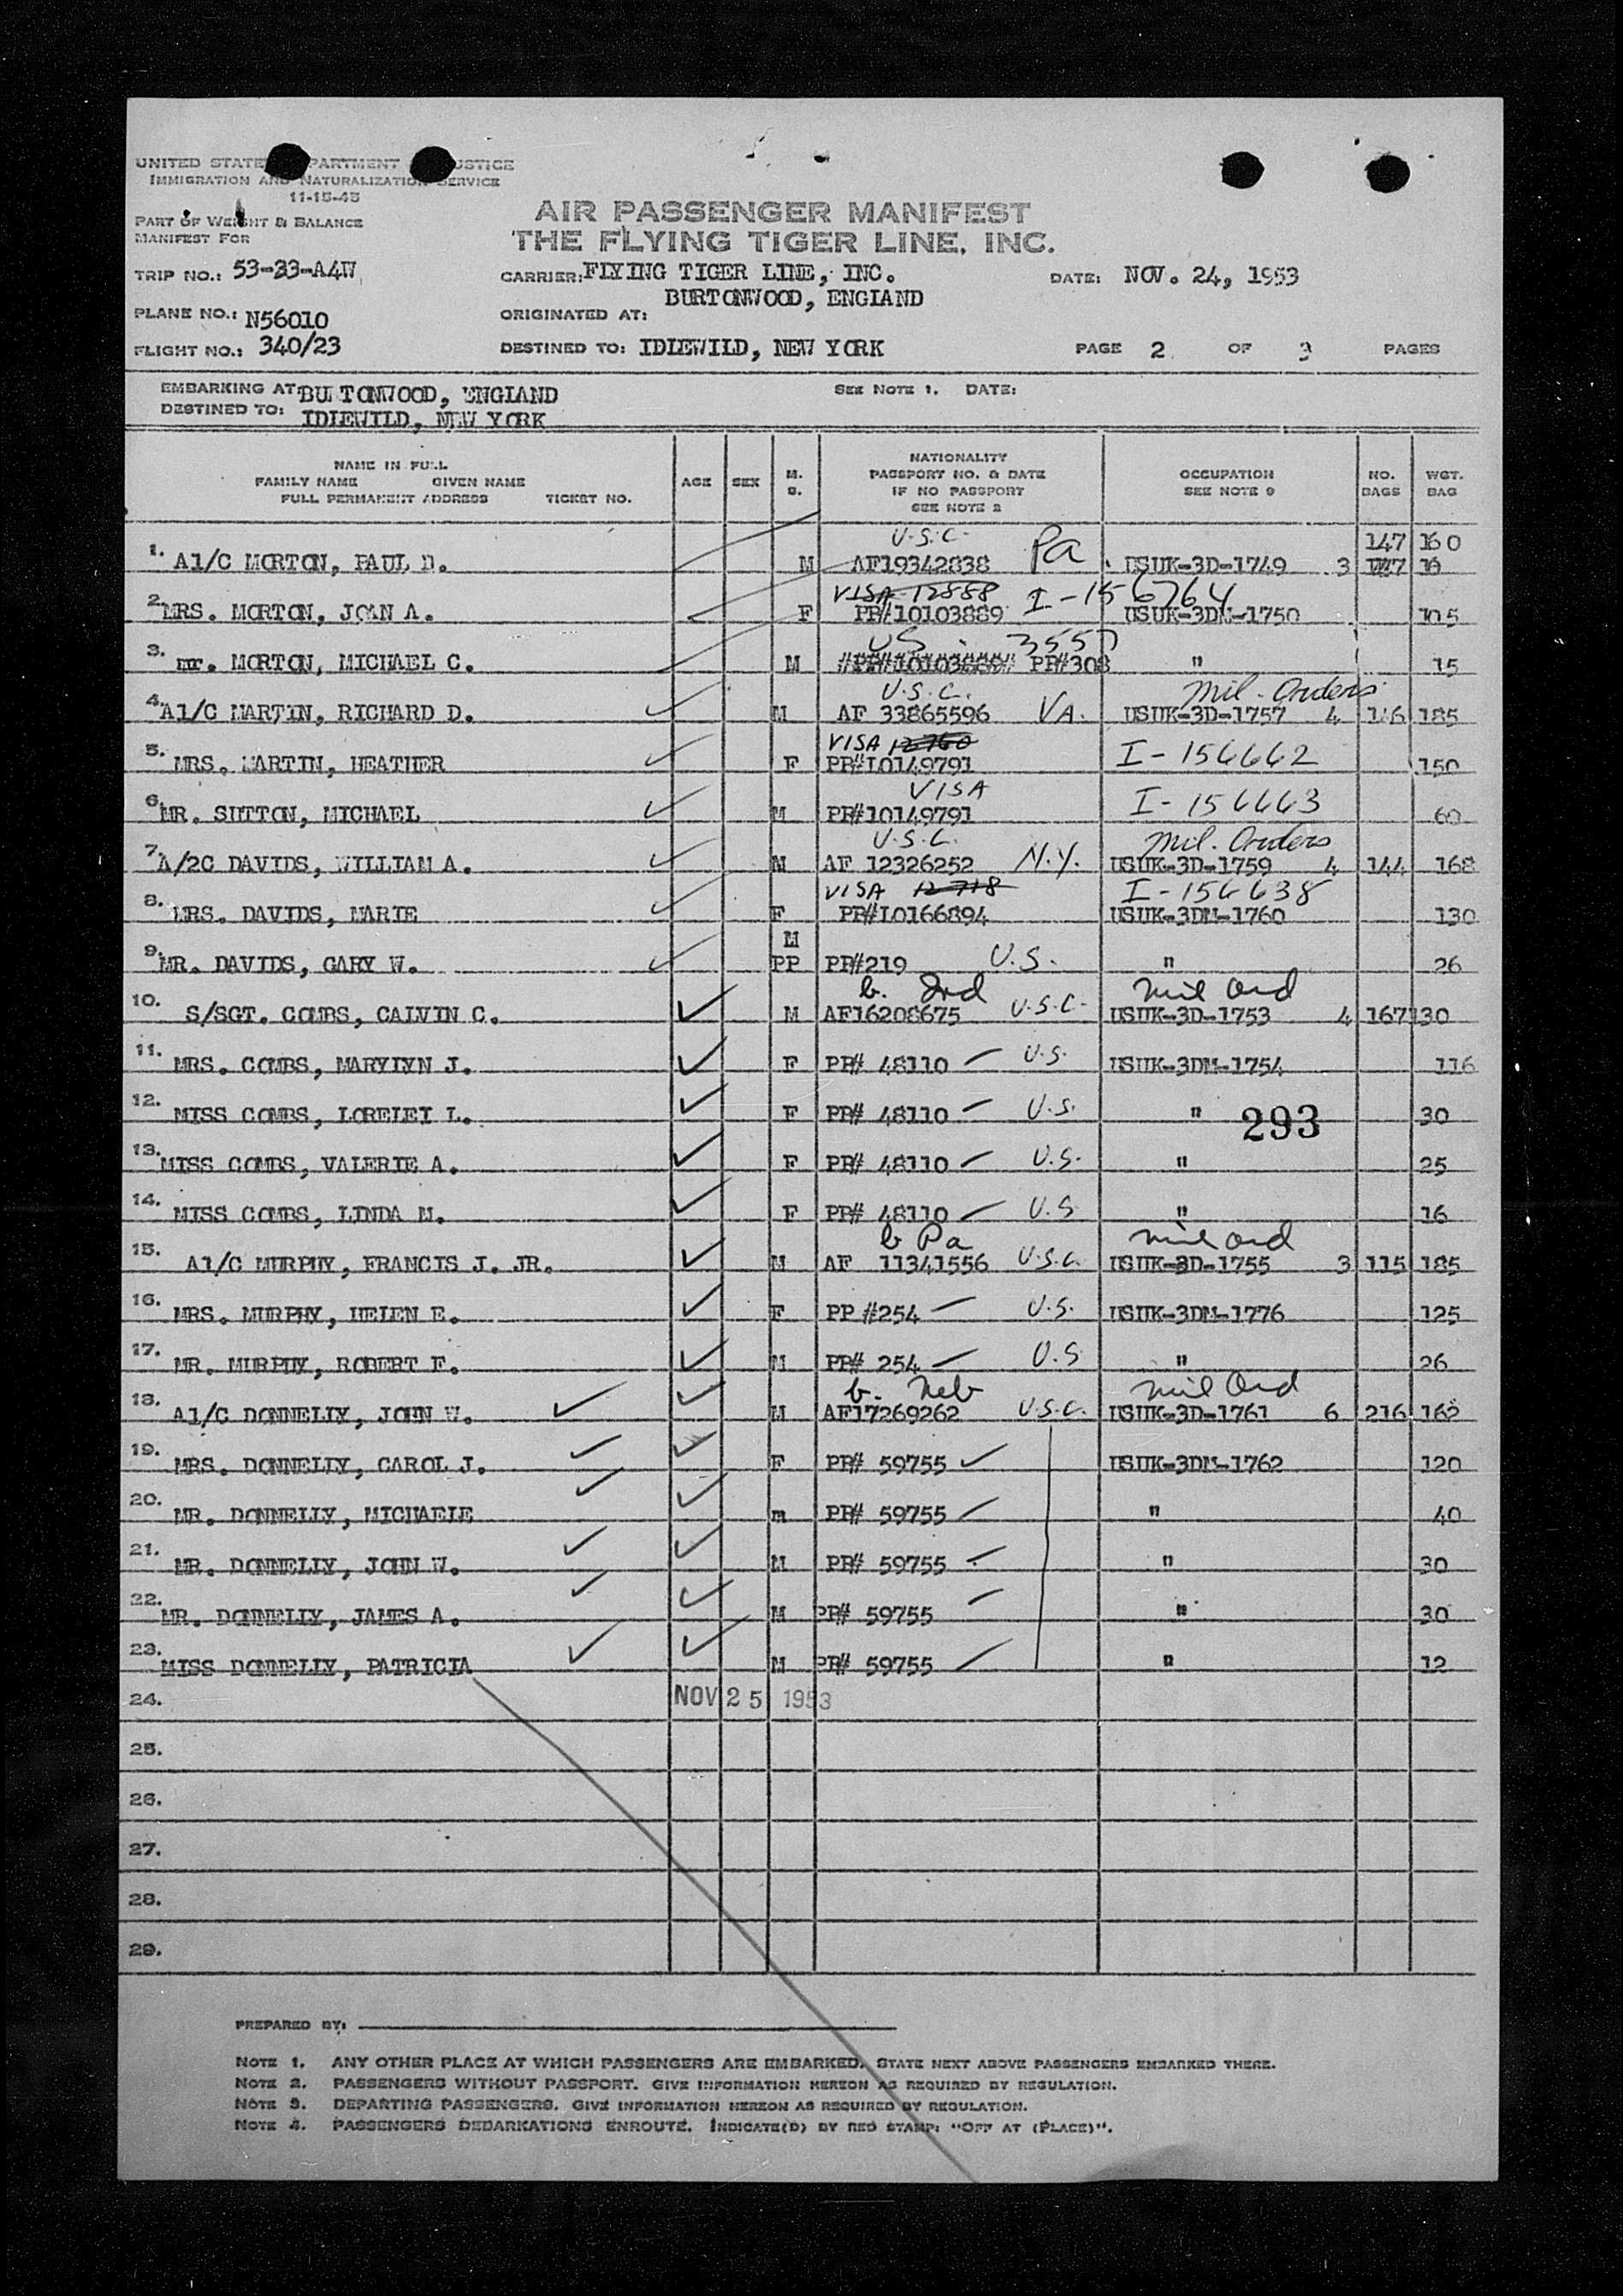 UNITED STATES DEPARTMENT OF JUSTICE
IMMIGRATION AND NATURALIZATION SERVICE
11-15-45
PART OF WEIGHT & BALANCE
MANIFEST FOR
AIR PASSENGER MANIFEST
THE FLYING TIGER LINE, INC.
TRIP NO.: 53-23-A4W CARRIER: FLYING TIGER LINE, INC. DATE: NOV. 24, 1953
BURTONWOOD, ENGLAND
PLANE NO.: N56010 ORIGINATED AT:
FLIGHT NO.: 340/23 DESTINED TO: IDLEWILD, NEW YORK PAGE 2 OF 3 PAGES
EMBARKING AT: BU TONWOOD, ENGLAND SEE NOTE 1. DATE:
DESTINED TO: IDLEWILD, NEW YORK
NAME IN FULL
FAMILY NAME GIVEN NAME
FULL PERMANENT ADDRESS TICKET NO.
AGE SEX M. S.
NATIONALITY
PASSPORT NO. & DATE
IF NO PASSPORT
SEE NOTE 2
OCCUPATION
SEE NOTE 9
NO. BAGS
WGT. BAG
U.S.C. Pa 147 160
1. A1/C MORTON, PAUL D. M AF19342838 USUK-3D-1749 3
VISA 12888 I-156764
2. MRS. MORTON, JOAN A. F PP#10103889 USUK-3DM-1750 105
US 3557
3. mr. MORTON, MICHAEL C. M #PP#10103889# PP#308 " 15
U.S.C. Mil. Orders
4. A1/C MARTIN, RICHARD D. M AF 33865596 VA. USUK-3D-1757 4 116 185
VISA 12760 I-156662
5. MRS. MARTIN, HEATHER F PP#L0149791 150
VISA I-156663
6. MR. SUTTON, MICHAEL M PP#10149791 60
U.S.C. Mil. Orders
7. A/2C DAVIDS, WILLIAM A. M AF 12326252 N.Y. USUK-3D-1759 4 144 168
VISA 12718 I-156638
8. MRS. DAVIDS, MARIE F PP#L0166894 USUK-3DM-1760 130
M
9. MR. DAVIDS, GARY W. PP PP#219 U.S. " 26
b. Ind mil ord
10. S/SGT. COMBS, CALVIN C. M AF16208675 U.S.C. USUK-3D-1753 4 167 130
11. MRS. COMBS, MARYLYN J. F PP# 48110 U.S. USUK-3DM-1754 116
12. MISS COMBS, LORELEI L. F PP# 48110 U.S. " 30
293
13. MISS COMBS, VALERIE A. F PP# 48110 U.S. " 25
14. MISS COMBS, LINDA M. F PP# 48110 U.S " 16
b Pa mil ord
15. A1/C MURPHY, FRANCIS J. JR. M AF 11341556 U.S.C. USUK-3D-1755 3 115 185
16. MRS. MURPHY, HELEN E. F PP #254 U.S. USUK-3DM-1776 125
17. MR. MURPHY, ROBERT F. M PP# 254 U.S " 26
b. Neb mil ord
18. A1/C DONNELLY, JOHN W. M AF17269262 U.S.C. USUK-3D-1761 6 216 162
19. MRS. DONNELLY, CAROL J. F PP# 59755 USUK-3DM-1762 120
20. MR. DONNELLY, MICHAELE m PP# 59755 " 40
21. MR. DONNELLY, JOHN W. M PP# 59755 " 30
22. MR. DONNELLY, JAMES A. M PP# 59755 " 30
23. MISS DONNELLY, PATRICIA M PP# 59755 " 12
24. NOV 25 1953
25.
26.
27.
28.
29.
PREPARED BY:
NOTE 1. ANY OTHER PLACE AT WHICH PASSENGERS ARE EMBARKED. STATE NEXT ABOVE PASSENGERS EMBARKED THERE.
NOTE 2. PASSENGERS WITHOUT PASSPORT. GIVE INFORMATION HEREON AS REQUIRED BY REGULATION.
NOTE 3. DEPARTING PASSENGERS. GIVE INFORMATION HEREON AS REQUIRED BY REGULATION.
NOTE 4. PASSENGERS DEBARKATIONS ENROUTE. INDICATE(D) BY RED STAMP: "OFF AT (PLACE)".